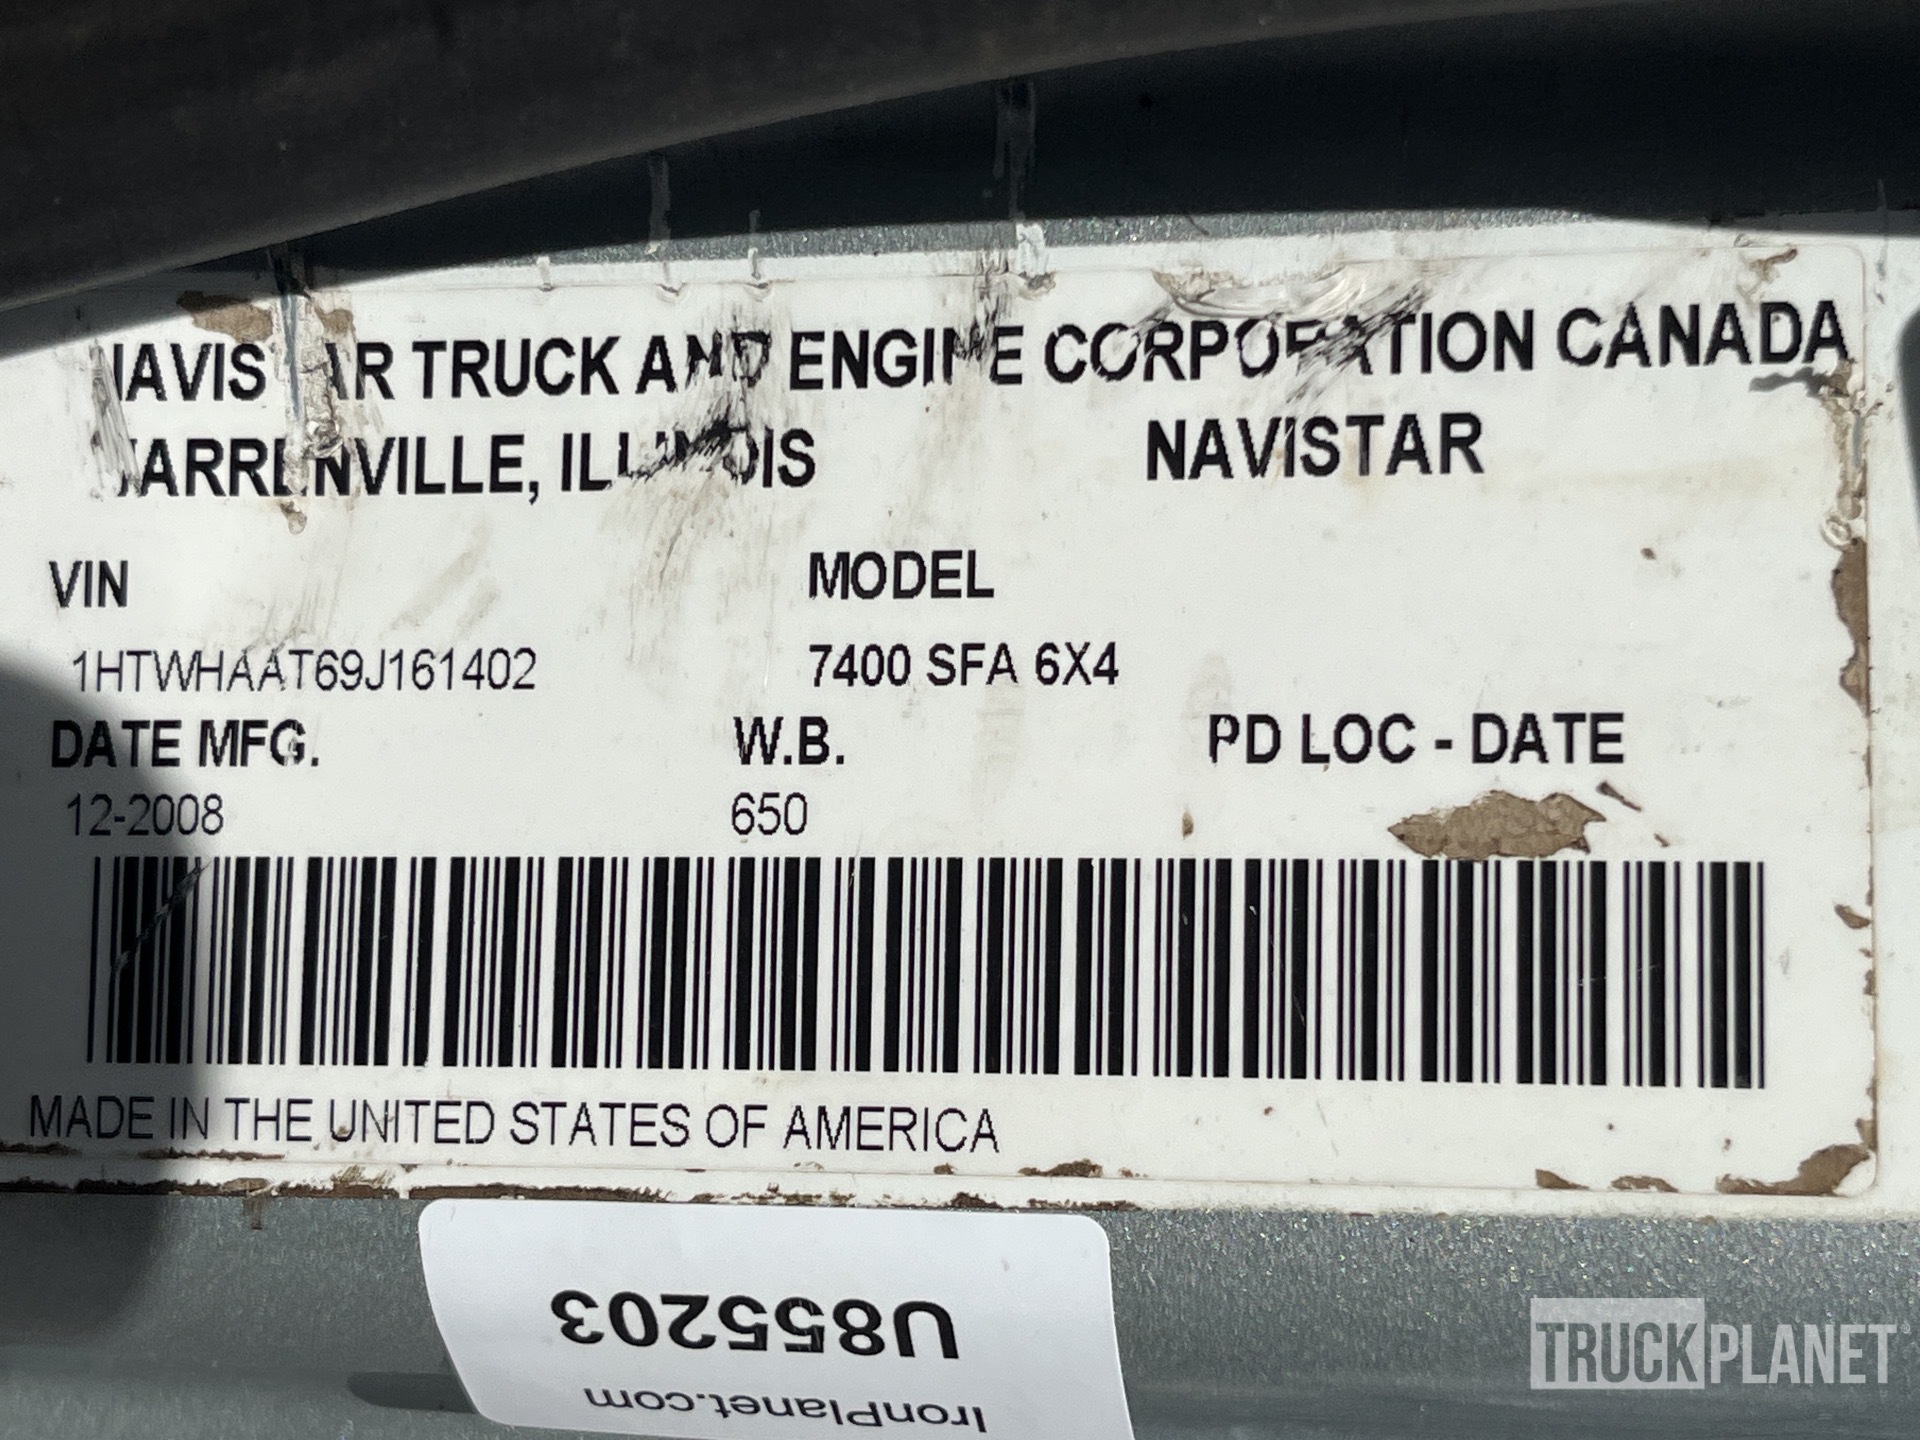 NAVISTAR TRUCK AND ENGINE CORPORATION CANADA
WARRENVILLE, ILLINOIS NAVISTAR
VIN MODEL
1HTWHAAT69J161402 7400 SFA 6X4
DATE MFG. W.B. PD LOC - DATE
12-2008 650
MADE IN THE UNITED STATES OF AMERICA
U855203
IronPlanet.com
TRUCKPLANET